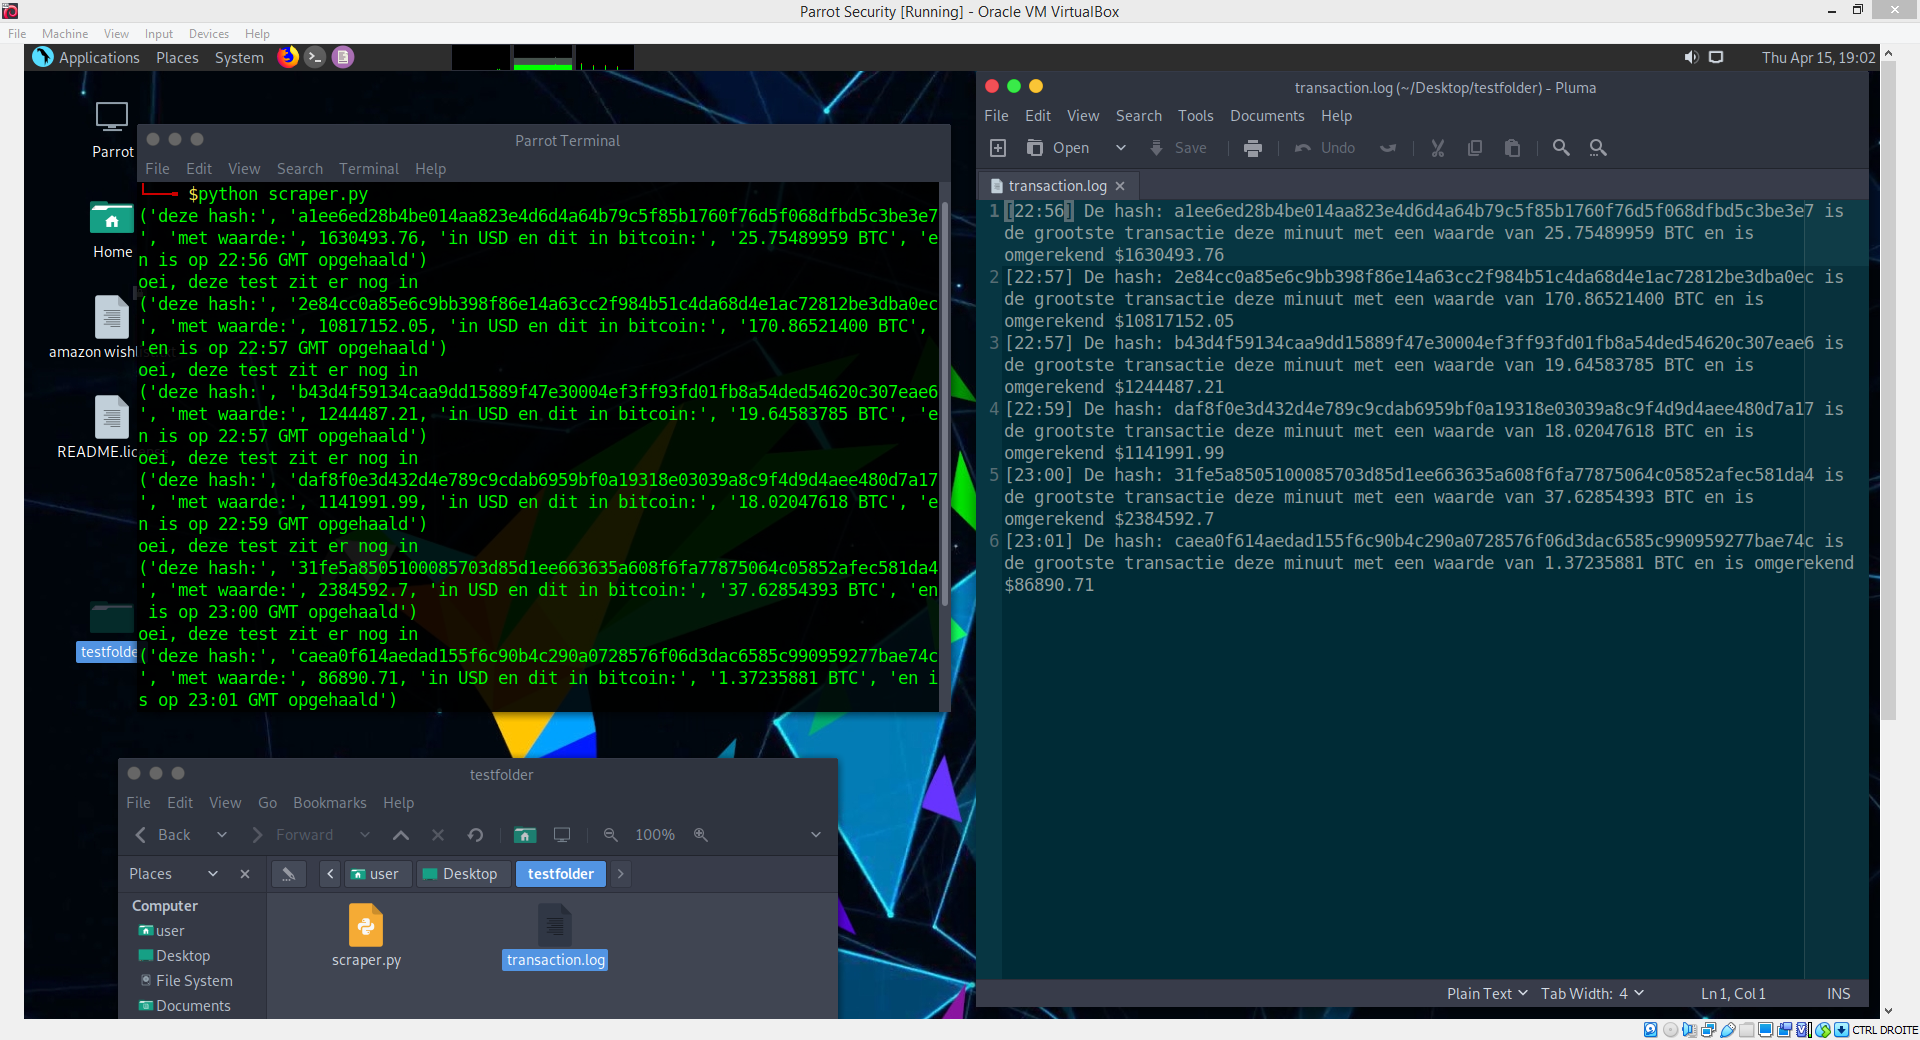 Parrot Security [Running] - Oracle VM VirtualBox
File Machine View Input Devices Help
Applications Places System
Thu Apr 15, 19:02
Parrot
Home
amazon wish
README.lic
testfolde
Parrot Terminal
File Edit View Search Terminal Help
$python scraper.py
('deze hash:', 'a1ee6ed28b4be014aa823e4d6d4a64b79c5f85b1760f76d5f068dfbd5c3be3e7
', 'met waarde:', 1630493.76, 'in USD en dit in bitcoin:', '25.75489959 BTC', 'e
n is op 22:56 GMT opgehaald')
oei, deze test zit er nog in
('deze hash:', '2e84cc0a85e6c9bb398f86e14a63cc2f984b51c4da68d4e1ac72812be3dba0ec
', 'met waarde:', 10817152.05, 'in USD en dit in bitcoin:', '170.86521400 BTC',
'en is op 22:57 GMT opgehaald')
oei, deze test zit er nog in
('deze hash:', 'b43d4f59134caa9dd15889f47e30004ef3ff93fd01fb8a54ded54620c307eae6
', 'met waarde:', 1244487.21, 'in USD en dit in bitcoin:', '19.64583785 BTC', 'e
n is op 22:57 GMT opgehaald')
oei, deze test zit er nog in
('deze hash:', 'daf8f0e3d432d4e789c9cdab6959bf0a19318e03039a8c9f4d9d4aee480d7a17
', 'met waarde:', 1141991.99, 'in USD en dit in bitcoin:', '18.02047618 BTC', 'e
n is op 22:59 GMT opgehaald')
oei, deze test zit er nog in
('deze hash:', '31fe5a8505100085703d85d1ee663635a608f6fa77875064c05852afec581da4
', 'met waarde:', 2384592.7, 'in USD en dit in bitcoin:', '37.62854393 BTC', 'en
is op 23:00 GMT opgehaald')
oei, deze test zit er nog in
('deze hash:', 'caea0f614aedad155f6c90b4c290a0728576f06d3dac6585c990959277bae74c
', 'met waarde:', 86890.71, 'in USD en dit in bitcoin:', '1.37235881 BTC', 'en i
s op 23:01 GMT opgehaald')
transaction.log (~/Desktop/testfolder) - Pluma
File Edit View Search Tools Documents Help
Open Save Undo
transaction.log
1 [22:56] De hash: a1ee6ed28b4be014aa823e4d6d4a64b79c5f85b1760f76d5f068dfbd5c3be3e7 is
de grootste transactie deze minuut met een waarde van 25.75489959 BTC en is
omgerekend $1630493.76
2 [22:57] De hash: 2e84cc0a85e6c9bb398f86e14a63cc2f984b51c4da68d4e1ac72812be3dba0ec is
de grootste transactie deze minuut met een waarde van 170.86521400 BTC en is
omgerekend $10817152.05
3 [22:57] De hash: b43d4f59134caa9dd15889f47e30004ef3ff93fd01fb8a54ded54620c307eae6 is
de grootste transactie deze minuut met een waarde van 19.64583785 BTC en is
omgerekend $1244487.21
4 [22:59] De hash: daf8f0e3d432d4e789c9cdab6959bf0a19318e03039a8c9f4d9d4aee480d7a17 is
de grootste transactie deze minuut met een waarde van 18.02047618 BTC en is
omgerekend $1141991.99
5 [23:00] De hash: 31fe5a8505100085703d85d1ee663635a608f6fa77875064c05852afec581da4 is
de grootste transactie deze minuut met een waarde van 37.62854393 BTC en is
omgerekend $2384592.7
6 [23:01] De hash: caea0f614aedad155f6c90b4c290a0728576f06d3dac6585c990959277bae74c is
de grootste transactie deze minuut met een waarde van 1.37235881 BTC en is omgerekend
$86890.71
Plain Text Tab Width: 4 Ln 1, Col 1 INS
testfolder
File Edit View Go Bookmarks Help
Back Forward 100%
Places user Desktop testfolder
Computer
user
Desktop
File System
Documents
scraper.py
transaction.log
CTRL DROITE